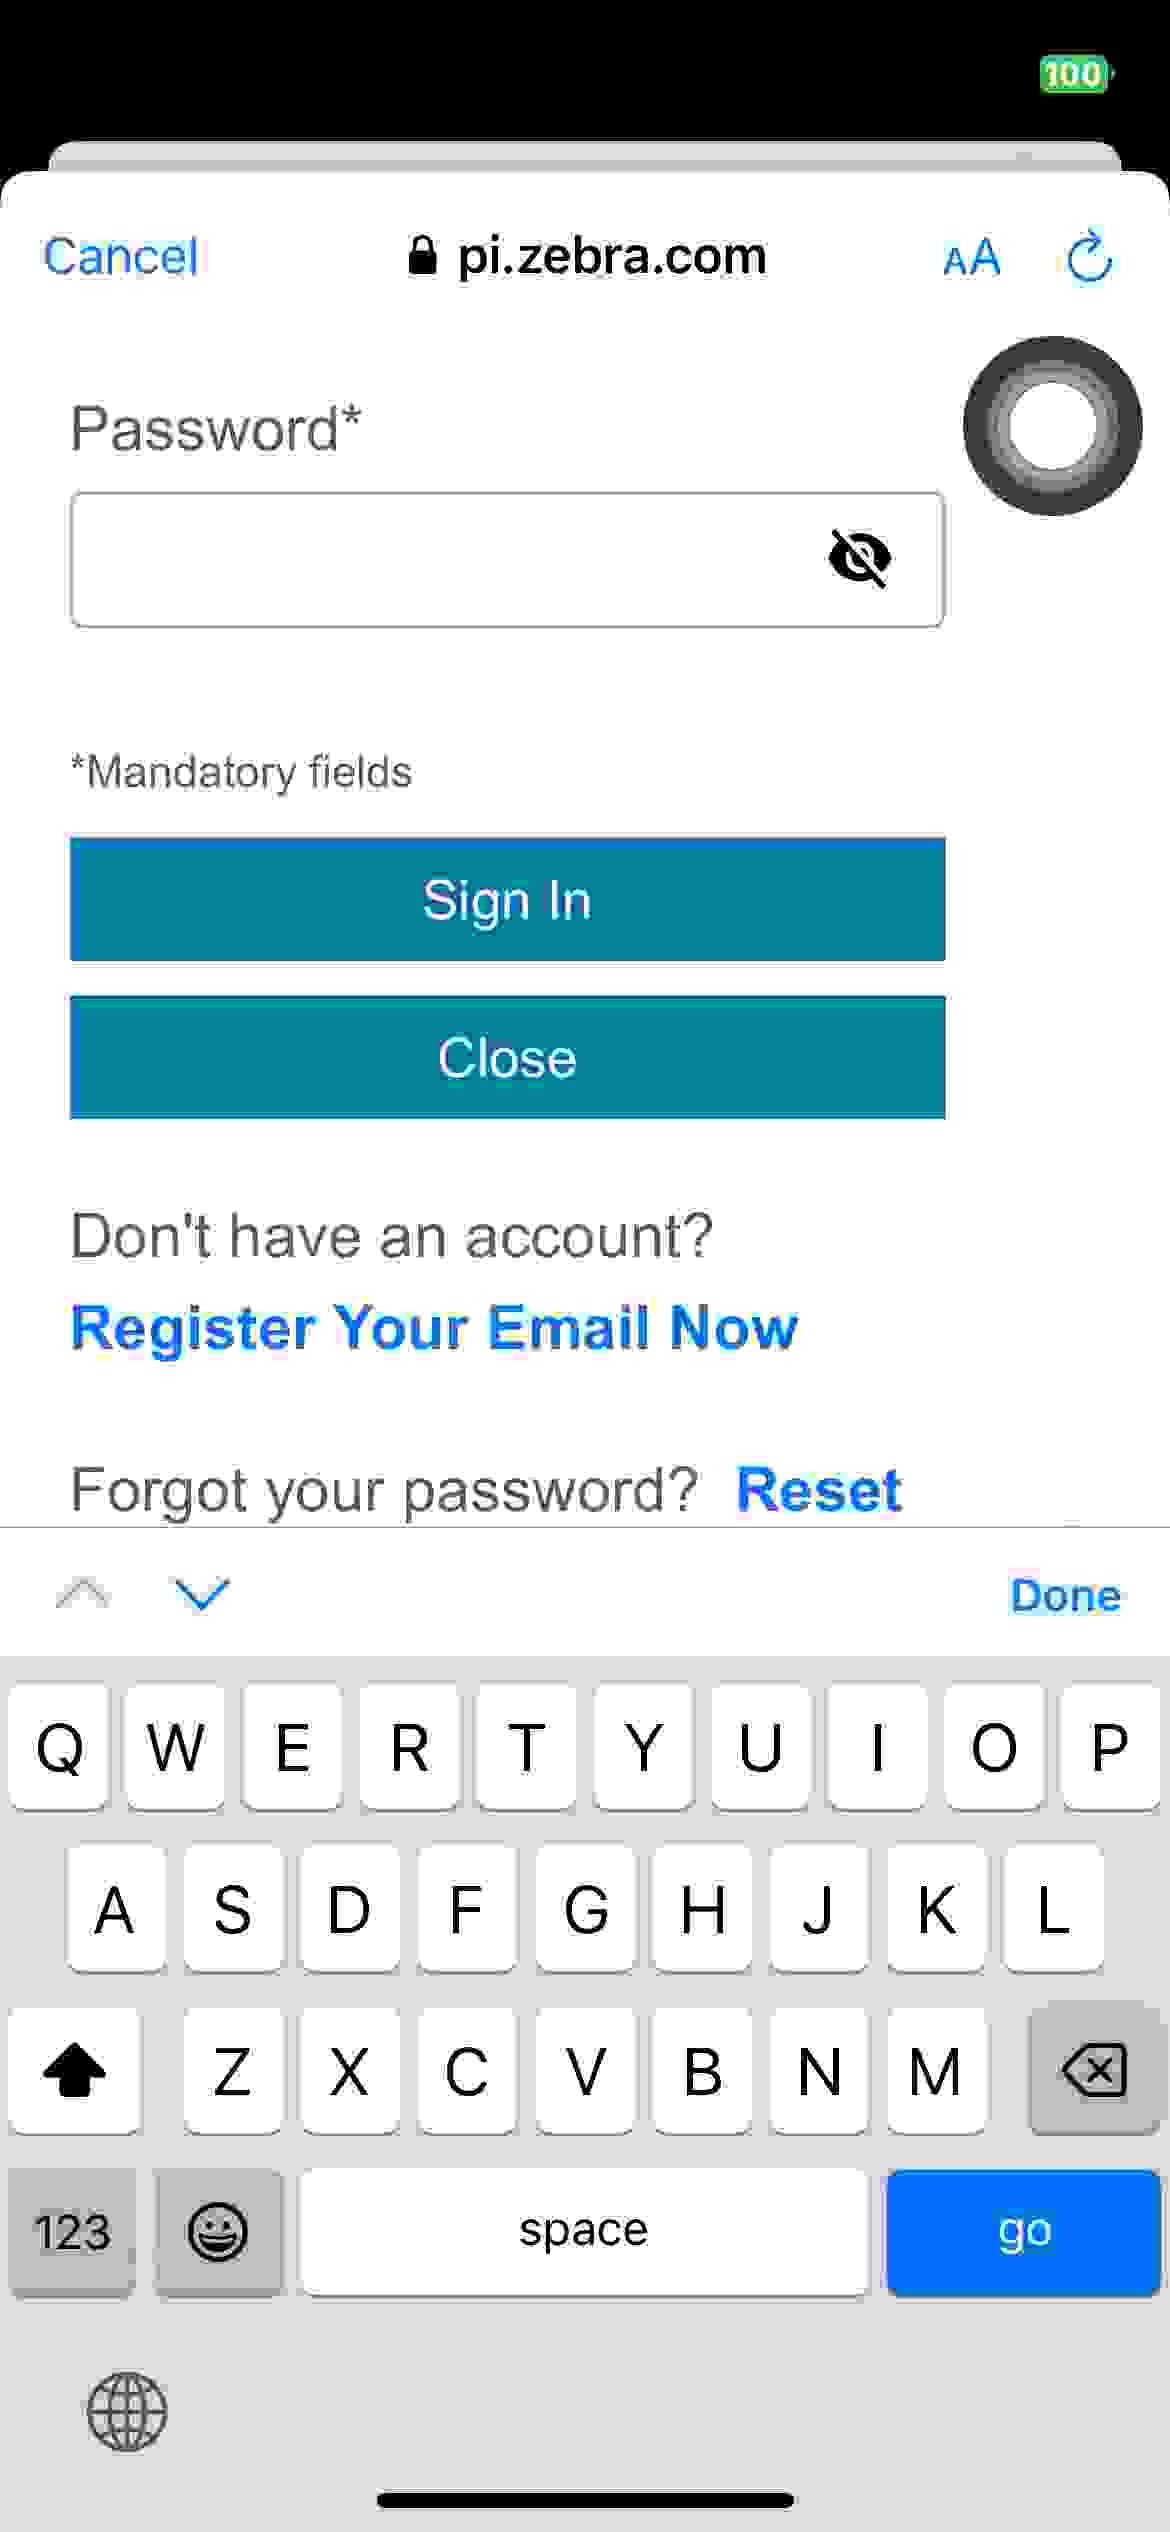 100
Cancel
pi.zebra.com
AA
Password*
*Mandatory fields
Sign In
Close
Don't have an account?
Register Your Email Now
Forgot your password? Reset
Done
Q W E R T Y U I O P
A S D F G H J K L
Z X C V B N M
123 space go